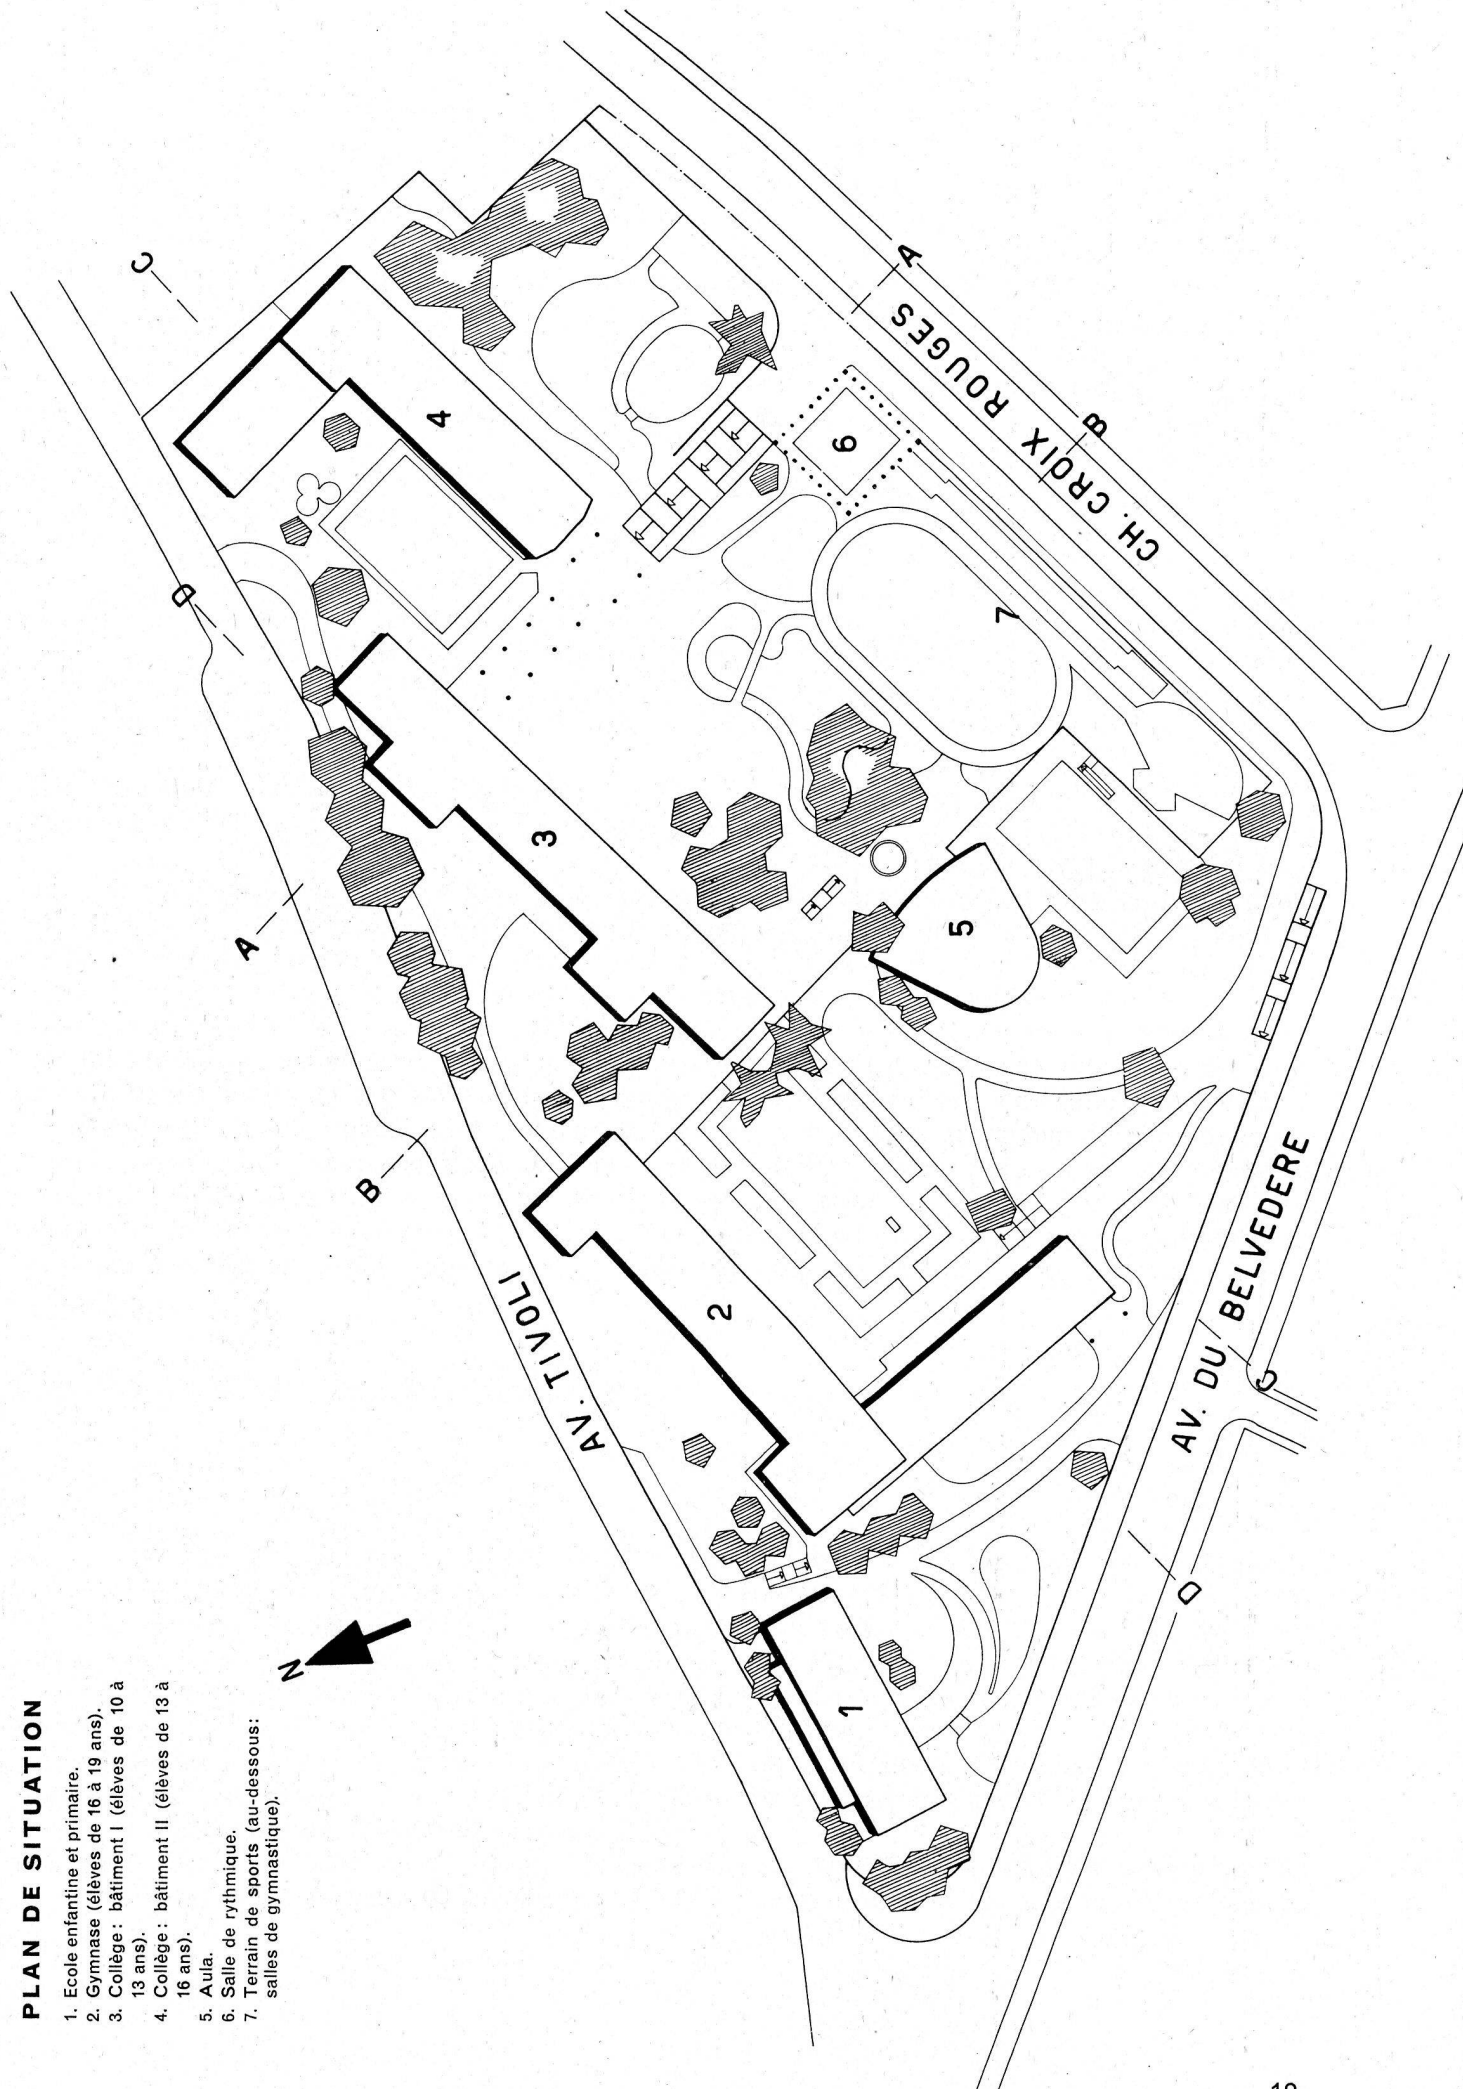 PLAN DE SITUATION
1. Ecole enfantine et primaire.
2. Gymnase (élèves de 16 à 19 ans).
3. Collège: bâtiment I (élèves de 10 à
13 ans).
4. Collège: bâtiment II (élèves de 13 à
16 ans).
5. Aula.
6. Salle de rythmique.
7. Terrain de sports (au-dessous:
salles de gymnastique).
N
C
D
A
B
4
6
A
CH. CROIX ROUGES
B
7
3
5
AV. TIVOLI
2
AV. DU BELVEDERE
C
D
1